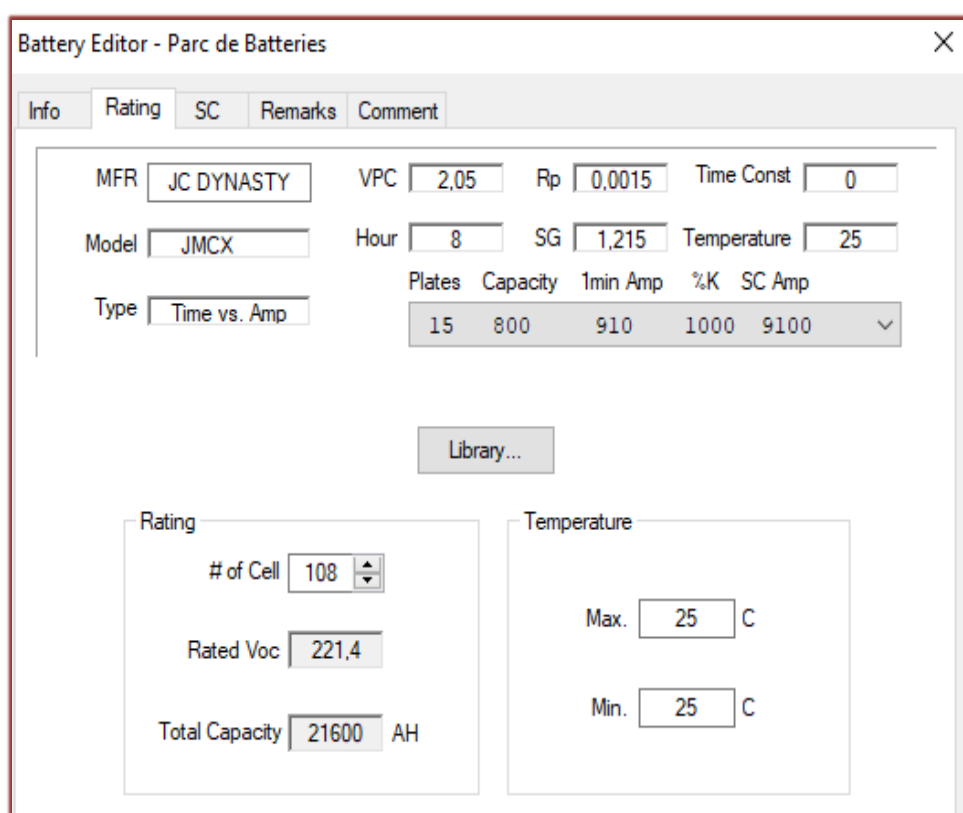 Battery Editor - Parc de Batteries
Info Rating SC Remarks Comment
MFR JC DYNASTY VPC 2,05 Rp 0,0015 Time Const 0
Model JMCX Hour 8 SG 1,215 Temperature 25
Plates Capacity 1min Amp %K SC Amp
Type Time vs. Amp 15 800 910 1000 9100
Library...
Rating Temperature
# of Cell 108
Max. 25 C
Rated Voc 221,4
Min. 25 C
Total Capacity 21600 AH